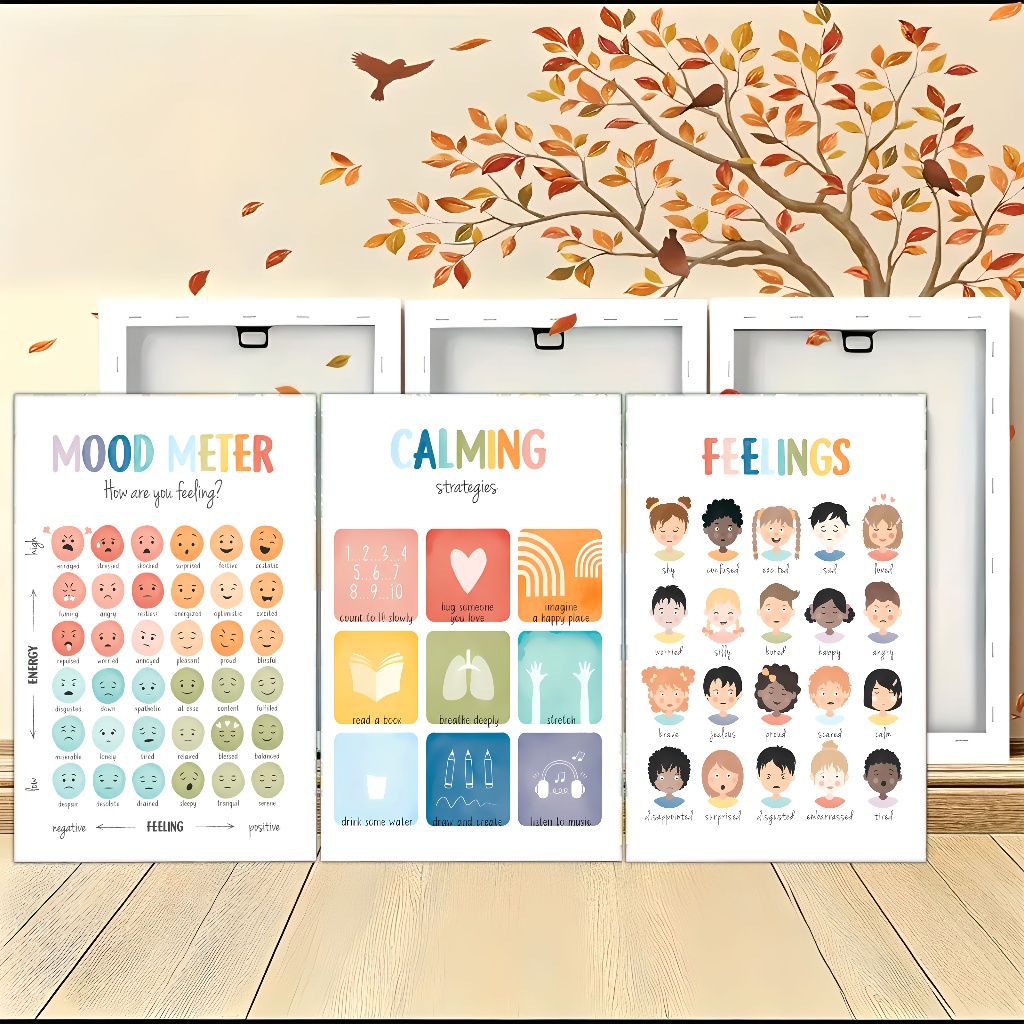 MOOD METER
How are you feeling?
high
enraged stressed shocked surprised festive ecstatic
fuming angry restless energized optimistic excited
repulsed worried annoyed pleasant proud blissful
ENERGY
disgusted down apathetic at ease content fulfilled
miserable lonely tired relaxed blessed balanced
low
despair desolate drained sleepy tranquil serene
negative FEELING positive
CALMING
strategies
1..2..3..4
5..6..7
8..9..10
count to 10 slowly
hug someone
you love
imagine
a happy place
read a book
breathe deeply
stretch
drink some water
draw and create
listen to music
FEELINGS
shy confused excited sad loved
worried silly bored happy angry
brave jealous proud scared calm
disappointed surprised disgusted embarrassed tired